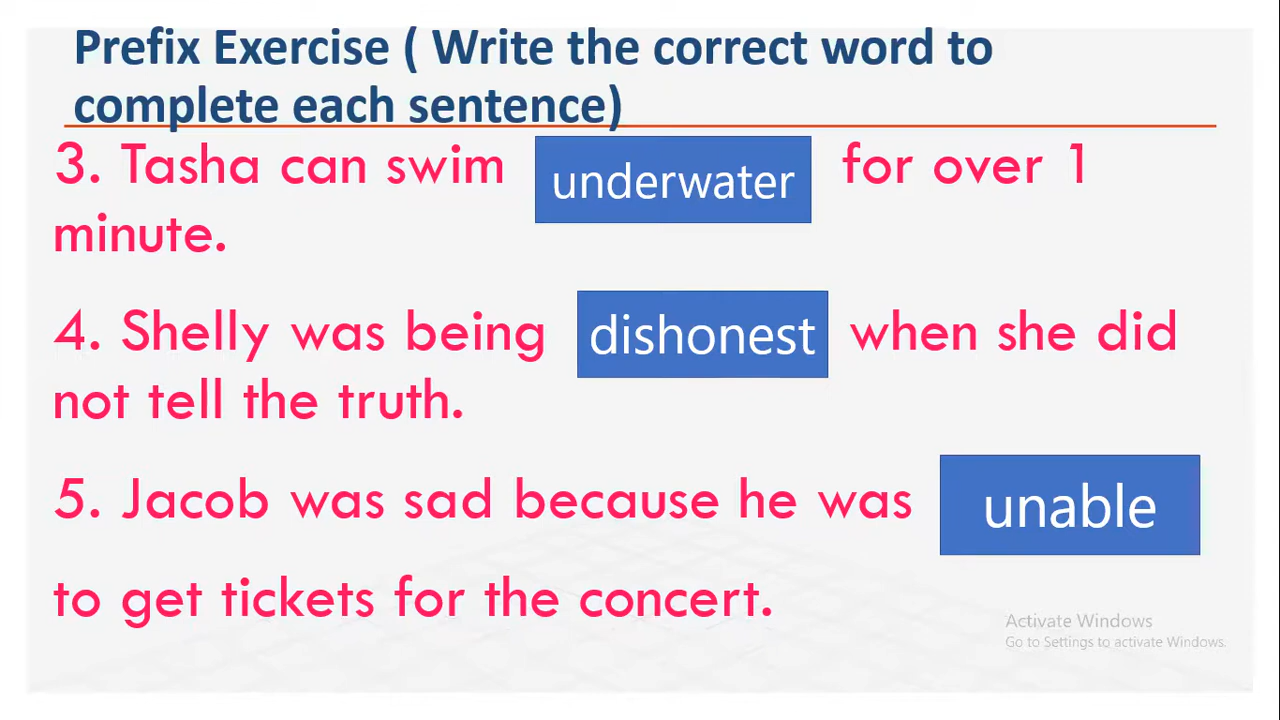 Prefix Exercise ( Write the correct word to
complete each sentence)
3. Tasha can swim underwater for over 1
minute.
4. Shelly was being dishonest when she did
not tell the truth.
5. Jacob was sad because he was unable
to get tickets for the concert.
Activate Windows
Go to Settings to activate Windows.